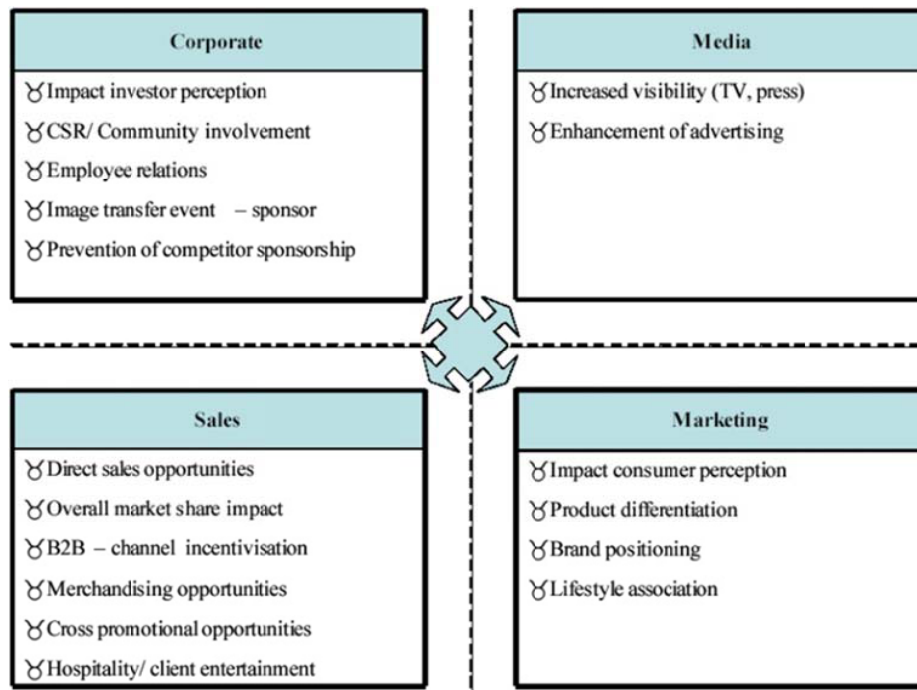 Corporate
♉Impact investor perception
♉CSR/ Community involvement
♉Employee relations
♉Image transfer event – sponsor
♉Prevention of competitor sponsorship
Media
♉Increased visibility (TV, press)
♉Enhancement of advertising
Sales
♉Direct sales opportunities
♉Overall market share impact
♉B2B – channel incentivisation
♉Merchandising opportunities
♉Cross promotional opportunities
♉Hospitality/ client entertainment
Marketing
♉Impact consumer perception
♉Product differentiation
♉Brand positioning
♉Lifestyle association